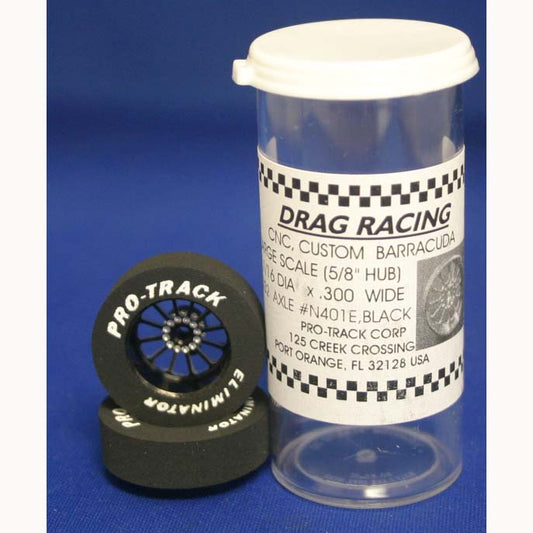 DRAG RACING
CNC, CUSTOM BARRACUDA
SCALE (5/8" HUB)
DIA x .300 WIDE
AXLE #N401E, BLACK
PRO-TRACK CORP
125 CREEK CROSSING
PORT ORANGE, FL 32128 USA
PRO-TRACK
ELIMINATOR
PRO